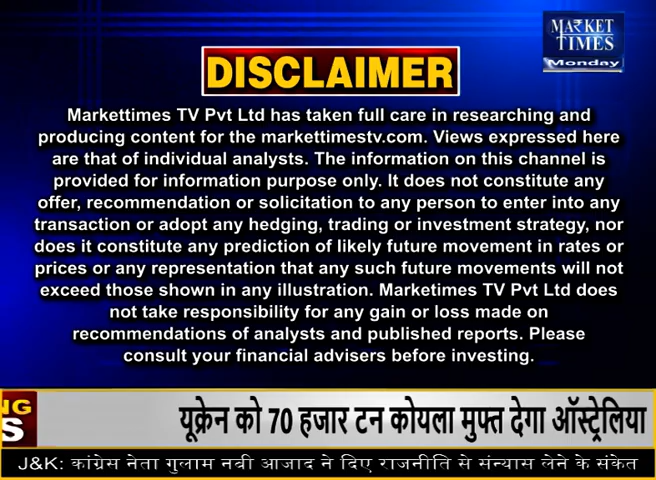 MARKET
TIMES
Monday
DISCLAIMER
Markettimes TV Pvt Ltd has taken full care in researching and
producing content for the markettimestv.com. Views expressed here
are that of individual analysts. The information on this channel is
provided for information purpose only. It does not constitute any
offer, recommendation or solicitation to any person to enter into any
transaction or adopt any hedging, trading or investment strategy, nor
does it constitute any prediction of likely future movement in rates or
prices or any representation that any such future movements will not
exceed those shown in any illustration. Marketimes TV Pvt Ltd does
not take responsibility for any gain or loss made on
recommendations of analysts and published reports. Please
consult your financial advisers before investing.
NG
S
यूक्रेन को 70 हजार टन कोयला मुफ्त देगा ऑस्ट्रेलिया
J&K: कांग्रेस नेता गुलाम नबी आजाद ने दिए राजनीति से संन्यास लेने के संकेत